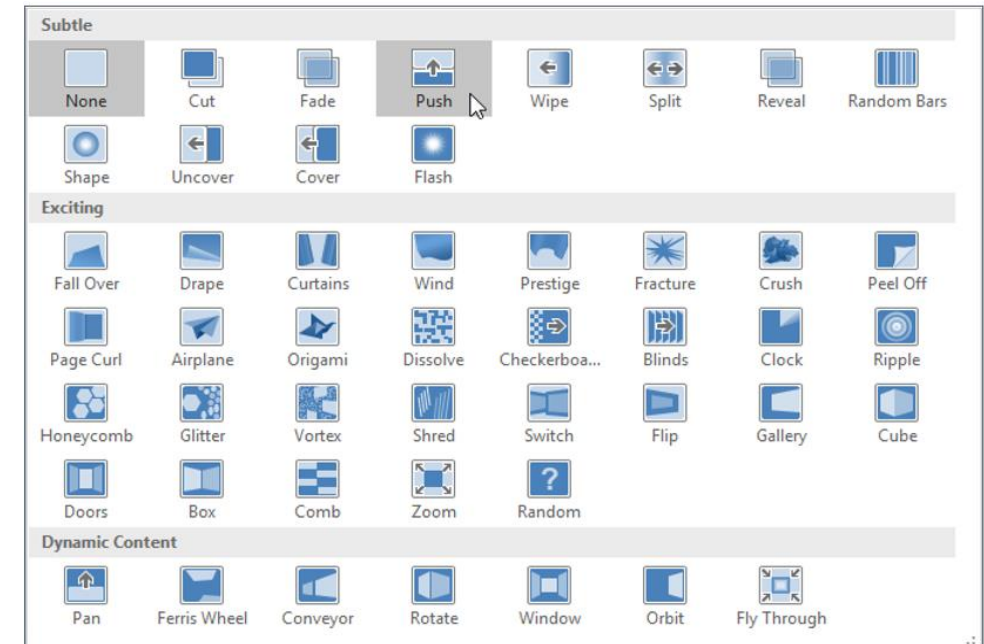 Subtle
None Cut Fade Push Wipe Split Reveal Random Bars
Shape Uncover Cover Flash
Exciting
Fall Over Drape Curtains Wind Prestige Fracture Crush Peel Off
Page Curl Airplane Origami Dissolve Checkerboa... Blinds Clock Ripple
Honeycomb Glitter Vortex Shred Switch Flip Gallery Cube
Doors Box Comb Zoom Random
Dynamic Content
Pan Ferris Wheel Conveyor Rotate Window Orbit Fly Through